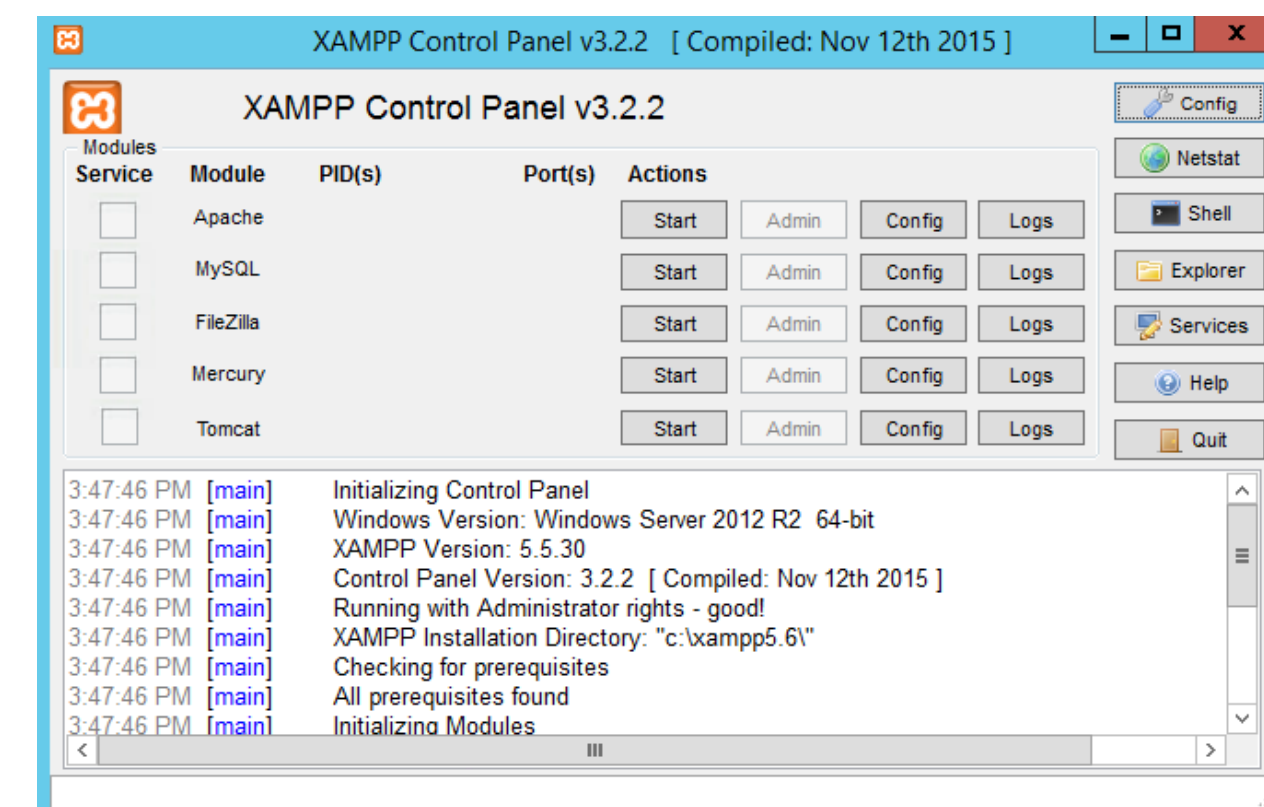 XAMPP Control Panel v3.2.2 [ Compiled: Nov 12th 2015 ]
XAMPP Control Panel v3.2.2
Config
Modules
Service Module PID(s) Port(s) Actions
Netstat
Apache Start Admin Config Logs
Shell
MySQL Start Admin Config Logs
Explorer
FileZilla Start Admin Config Logs
Services
Mercury Start Admin Config Logs
Help
Tomcat Start Admin Config Logs
Quit
3:47:46 PM [main] Initializing Control Panel
3:47:46 PM [main] Windows Version: Windows Server 2012 R2 64-bit
3:47:46 PM [main] XAMPP Version: 5.5.30
3:47:46 PM [main] Control Panel Version: 3.2.2 [ Compiled: Nov 12th 2015 ]
3:47:46 PM [main] Running with Administrator rights - good!
3:47:46 PM [main] XAMPP Installation Directory: "c:\xampp5.6\"
3:47:46 PM [main] Checking for prerequisites
3:47:46 PM [main] All prerequisites found
3:47:46 PM [main] Initializing Modules